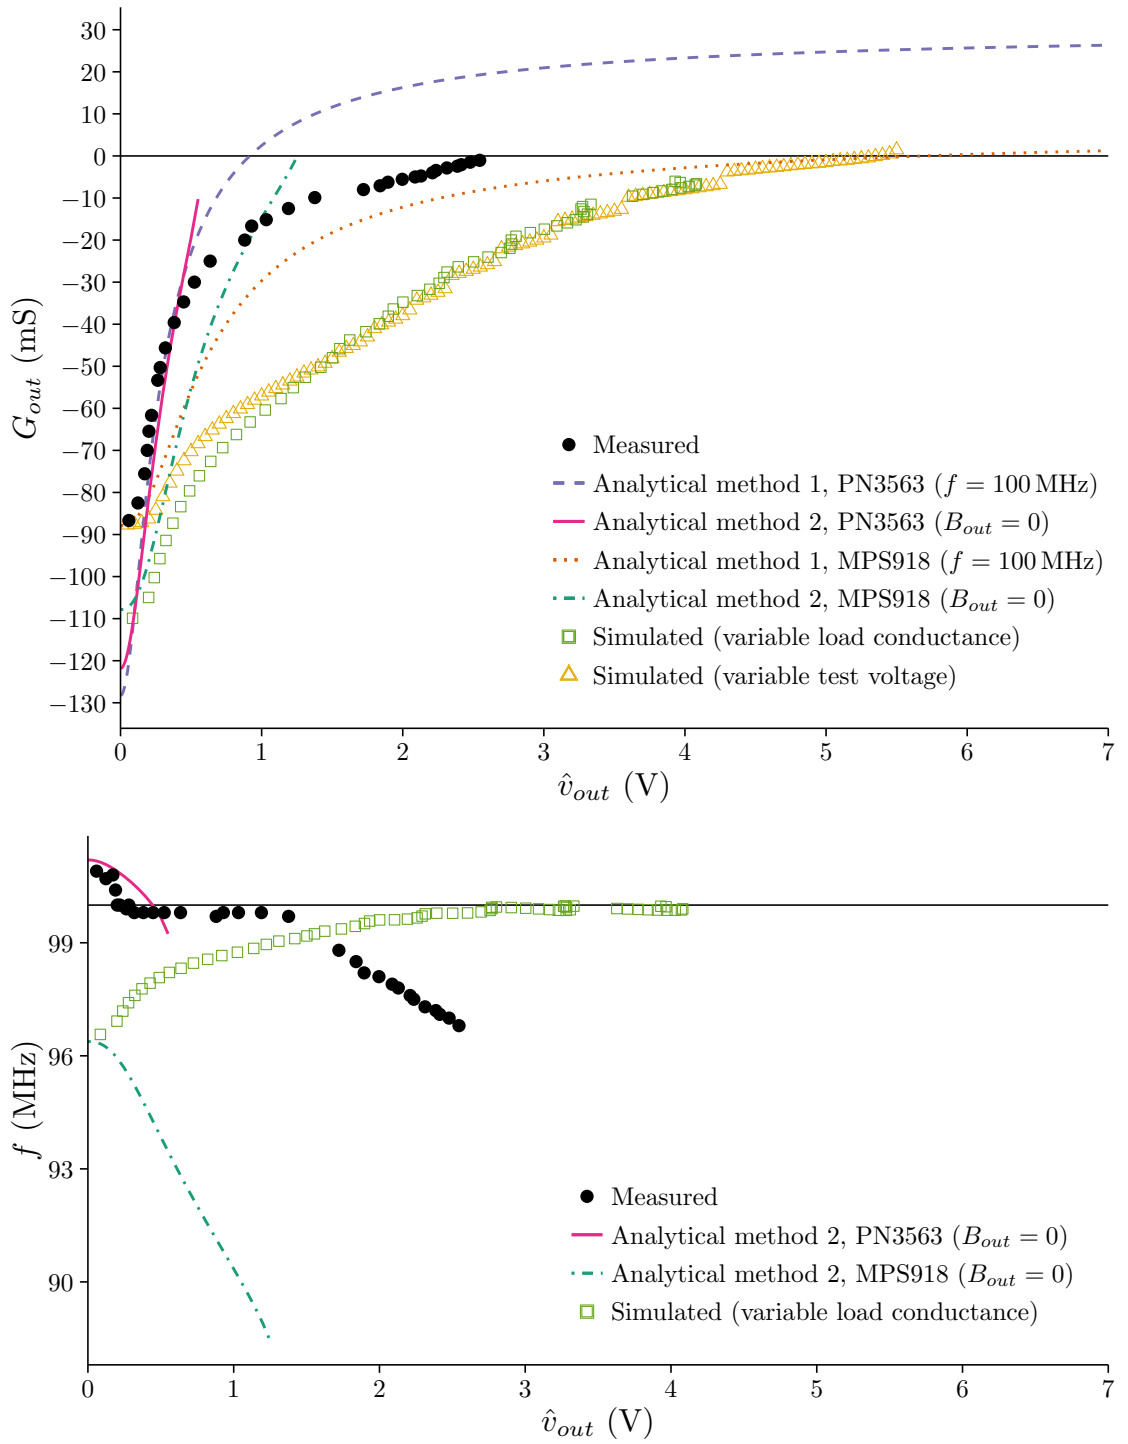 30
20
10
0
−10
−20
−30
−40
−50
−60
−70
−80
−90
−100
−110
−120
−130
G_out (mS)
Measured
Analytical method 1, PN3563 (f = 100 MHz)
Analytical method 2, PN3563 (B_out = 0)
Analytical method 1, MPS918 (f = 100 MHz)
Analytical method 2, MPS918 (B_out = 0)
Simulated (variable load conductance)
Simulated (variable test voltage)
0 1 2 3 4 5 6 7
v̂_out (V)
99
96
93
90
f (MHz)
Measured
Analytical method 2, PN3563 (B_out = 0)
Analytical method 2, MPS918 (B_out = 0)
Simulated (variable load conductance)
0 1 2 3 4 5 6 7
v̂_out (V)